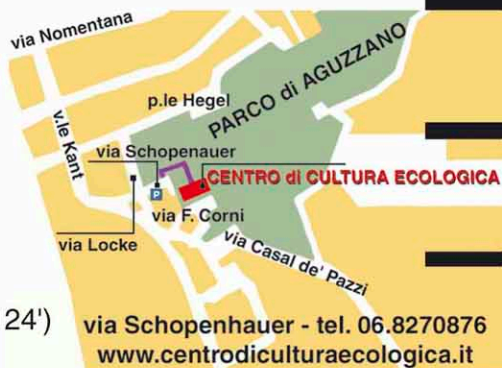 via Nomentana
v.le Kant
p.le Hegel
PARCO di AGUZZANO
via Schopenauer
CENTRO di CULTURA ECOLOGICA
P
via F. Corni
via Locke
via Casal de' Pazzi
24')
via Schopenhauer - tel. 06.8270876
www.centrodiculturaecologica.it